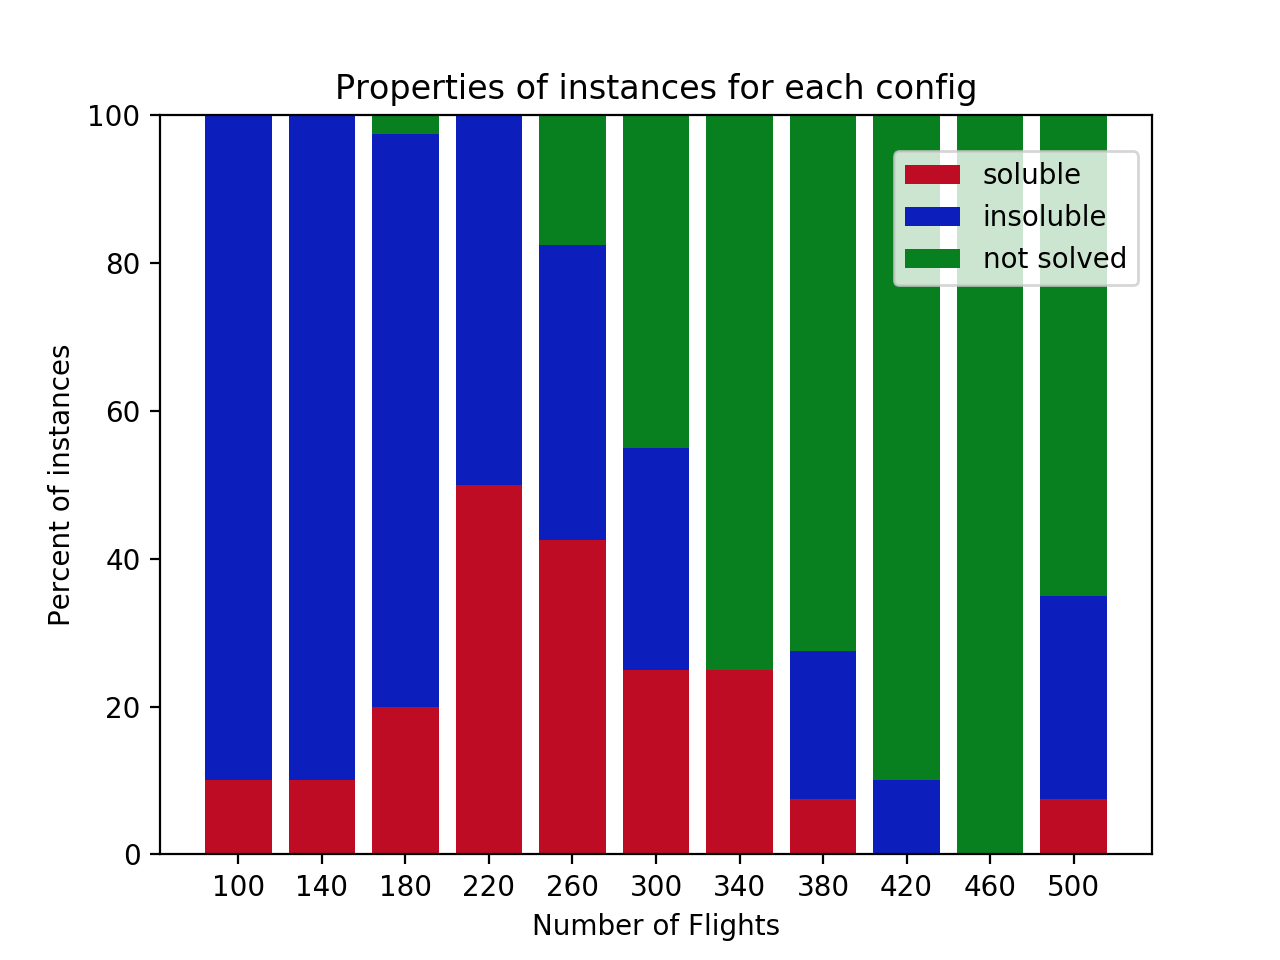 Properties of instances for each config
100
80
60
40
20
0
Percent of instances
soluble
insoluble
not solved
100 140 180 220 260 300 340 380 420 460 500
Number of Flights